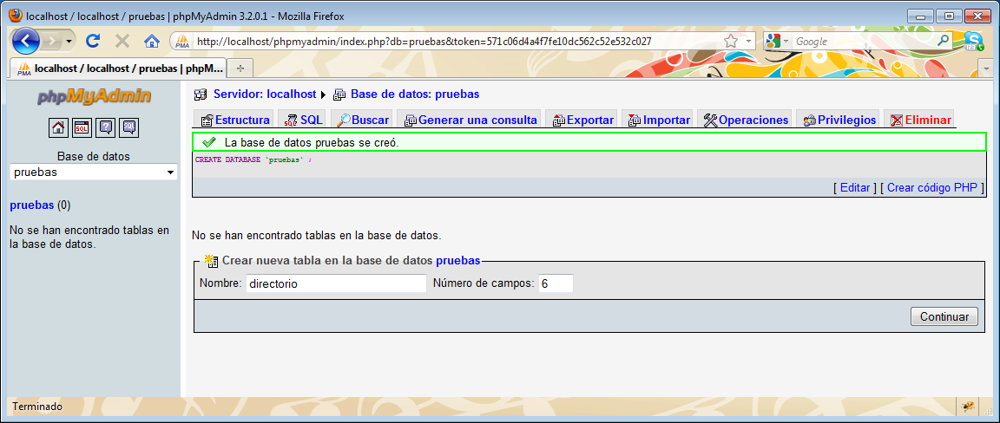 localhost / localhost / pruebas | phpMyAdmin 3.2.0.1 - Mozilla Firefox
http://localhost/phpmyadmin/index.php?db=pruebas&token=571c06d4a4f7fe10dc562c52e532c027
Google
localhost / localhost / pruebas | phpM...
phpMyAdmin
Servidor: localhost Base de datos: pruebas
Estructura SQL Buscar Generar una consulta Exportar Importar Operaciones Privilegios Eliminar
SQL ? SQL
Base de datos
pruebas
pruebas (0)
No se han encontrado tablas en
la base de datos.
La base de datos pruebas se creó.
CREATE DATABASE `pruebas` ;
[ Editar ] [ Crear código PHP ]
No se han encontrado tablas en la base de datos.
Crear nueva tabla en la base de datos pruebas
Nombre: directorio Número de campos: 6
Continuar
Terminado